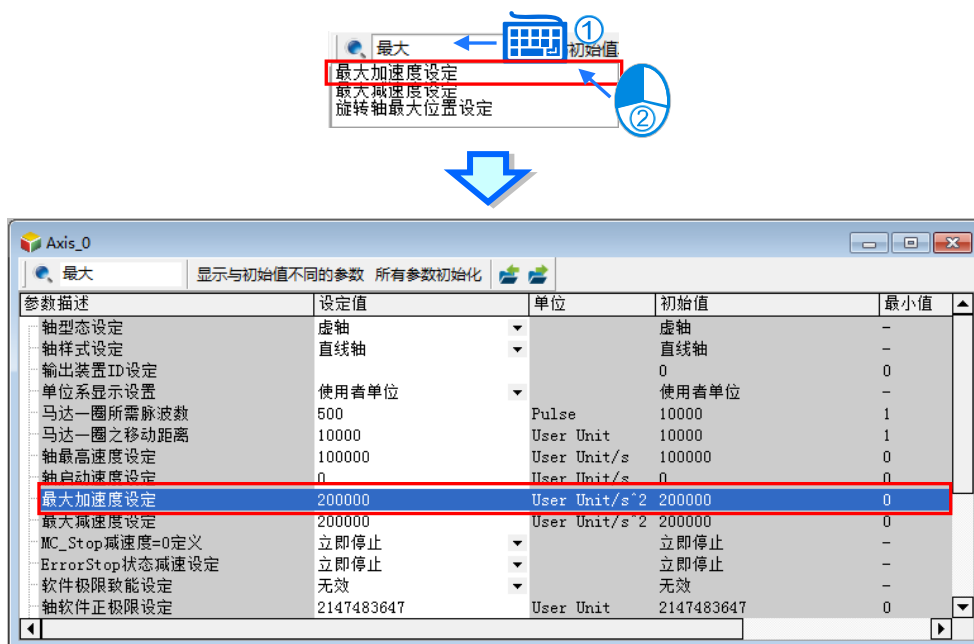 最大 ① 初始值
最大加速度设定
最大减速度设定
旋转轴最大位置设定
②
Axis_0
最大 显示与初始值不同的参数 所有参数初始化
参数描述 设定值 单位 初始值 最小值
轴型态设定 虚轴 虚轴 -
轴样式设定 直线轴 直线轴 -
输出装置ID设定 0 0
单位系显示设置 使用者单位 使用者单位 -
马达一圈所需脉波数 500 Pulse 10000 1
马达一圈之移动距离 10000 User Unit 10000 1
轴最高速度设定 100000 User Unit/s 100000 0
轴启动速度设定 0 User Unit/s 0 0
最大加速度设定 200000 User Unit/s^2 200000 0
最大减速度设定 200000 User Unit/s^2 200000 0
MC_Stop减速度=0定义 立即停止 立即停止 -
ErrorStop状态减速设定 立即停止 立即停止 -
软件极限致能设定 无效 无效 -
轴软件正极限设定 2147483647 User Unit 2147483647 0